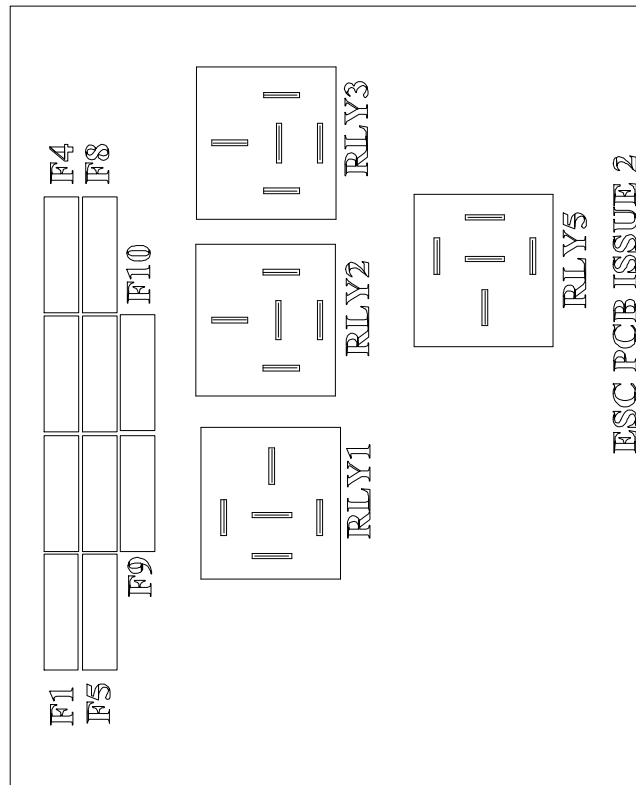 F4
F8
F10
F1
F5
F9
RLY3
RLY2
RLY1
RLY5
ESC PCB ISSUE 2